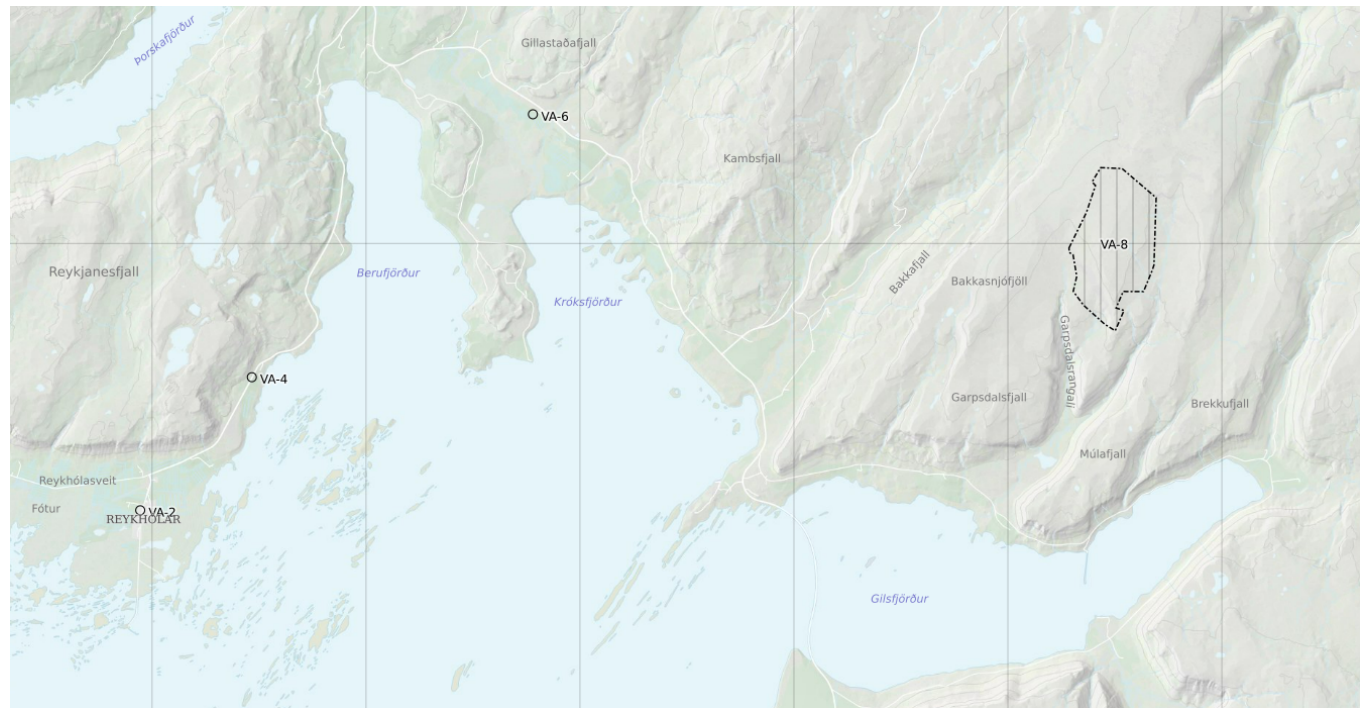 Þorskafjörður
Gillastaðafjall
VA-6
Kambsfjall
VA-8
Reykjanesfjall
Berufjörður
Króksfjörður
Bakkafjall
Bakkasnjófjöll
Garpsdalsrangali
VA-4
Garpsdalsfjall
Brekkufjall
Múlafjall
Reykhólasveit
Fótur
VA-2
REYKHÓLAR
Gilsfjörður